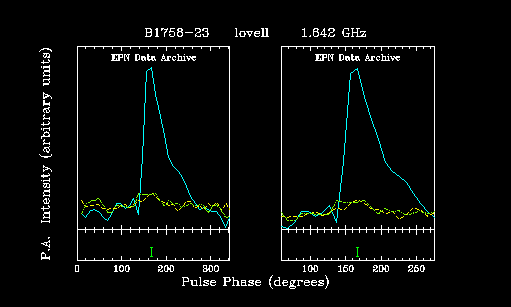 B1758-23 lovell 1.642 GHz
EPN Data Archive EPN Data Archive
P.A. Intensity (arbitrary units)
0 100 200 300 100 150 200 250
Pulse Phase (degrees)